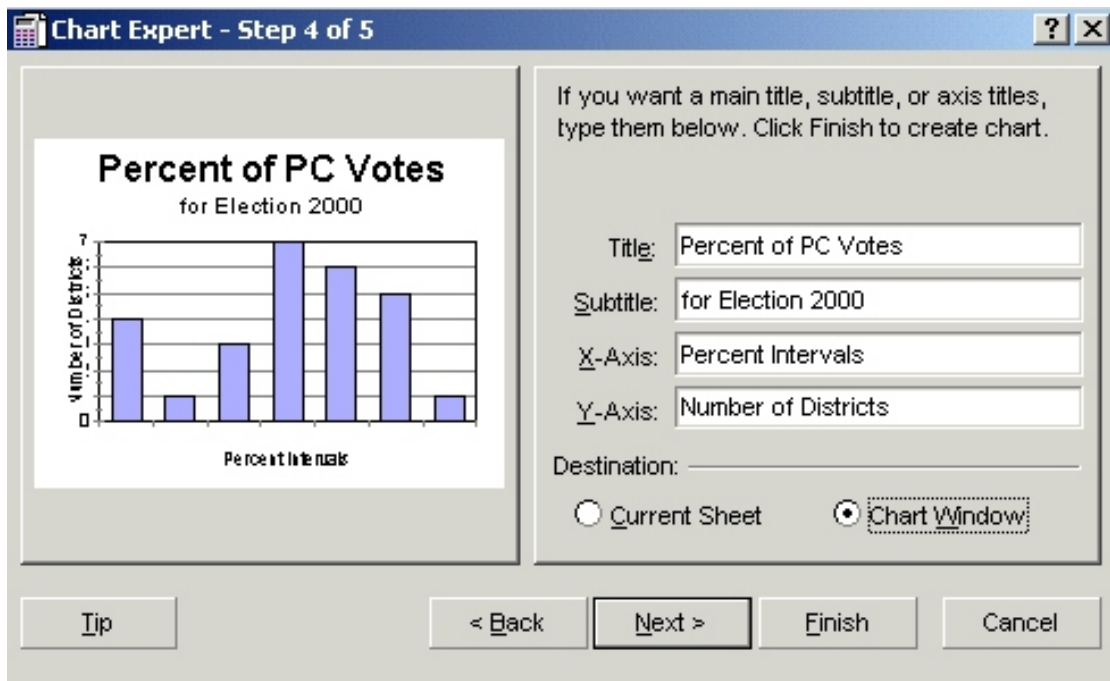 Chart Expert - Step 4 of 5
?
Percent of PC Votes
for Election 2000
Number of Districts
7
0
Percent Intervals
If you want a main title, subtitle, or axis titles,
type them below. Click Finish to create chart.
Title: Percent of PC Votes
Subtitle: for Election 2000
X-Axis: Percent Intervals
Y-Axis: Number of Districts
Destination:
Current Sheet Chart Window
Tip < Back Next > Finish Cancel